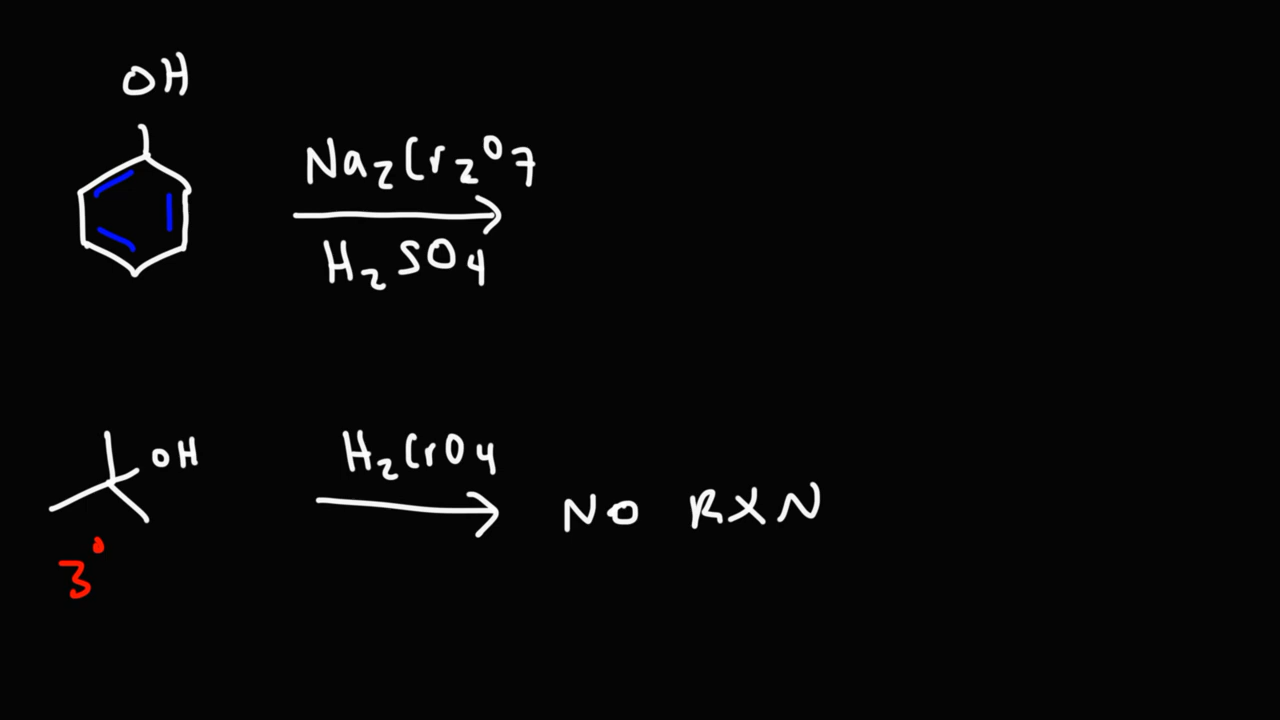 OH
Na₂Cr₂O₇
H₂SO₄
OH
H₂CrO₄
NO RXN
3°